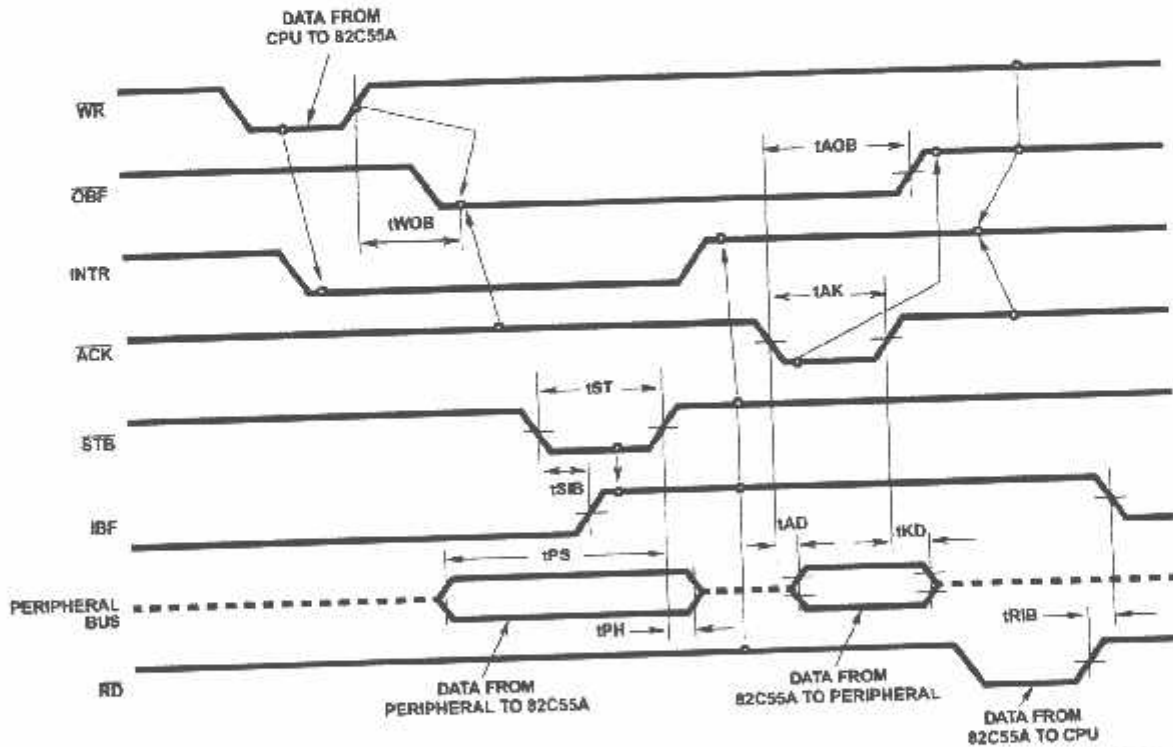 DATA FROM
CPU TO 82C55A
WR
tAOB
OBF
tWOB
INTR
tAK
ACK
tST
STB
tSIB
IBF
tAD
tKD
tPS
PERIPHERAL
BUS
tRIB
tPH
RD
DATA FROM
PERIPHERAL TO 82C55A
DATA FROM
82C55A TO PERIPHERAL
DATA FROM
82C55A TO CPU